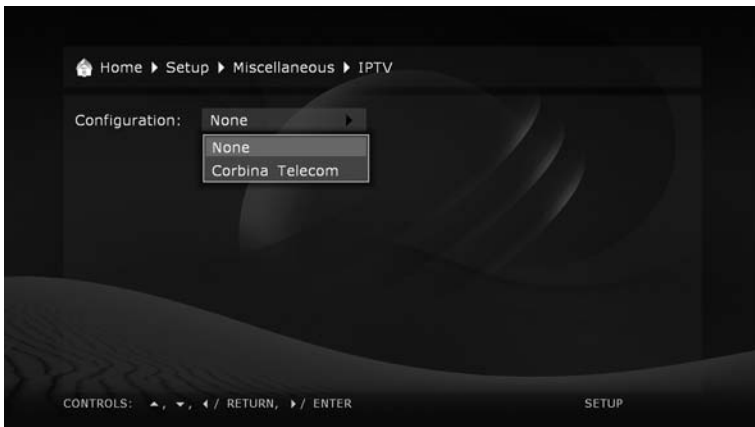 Home ▸ Setup ▸ Miscellaneous ▸ IPTV
Configuration: None ▸
None
Corbina Telecom
CONTROLS: ▴, ▾, ◂/ RETURN, ▸/ ENTER SETUP